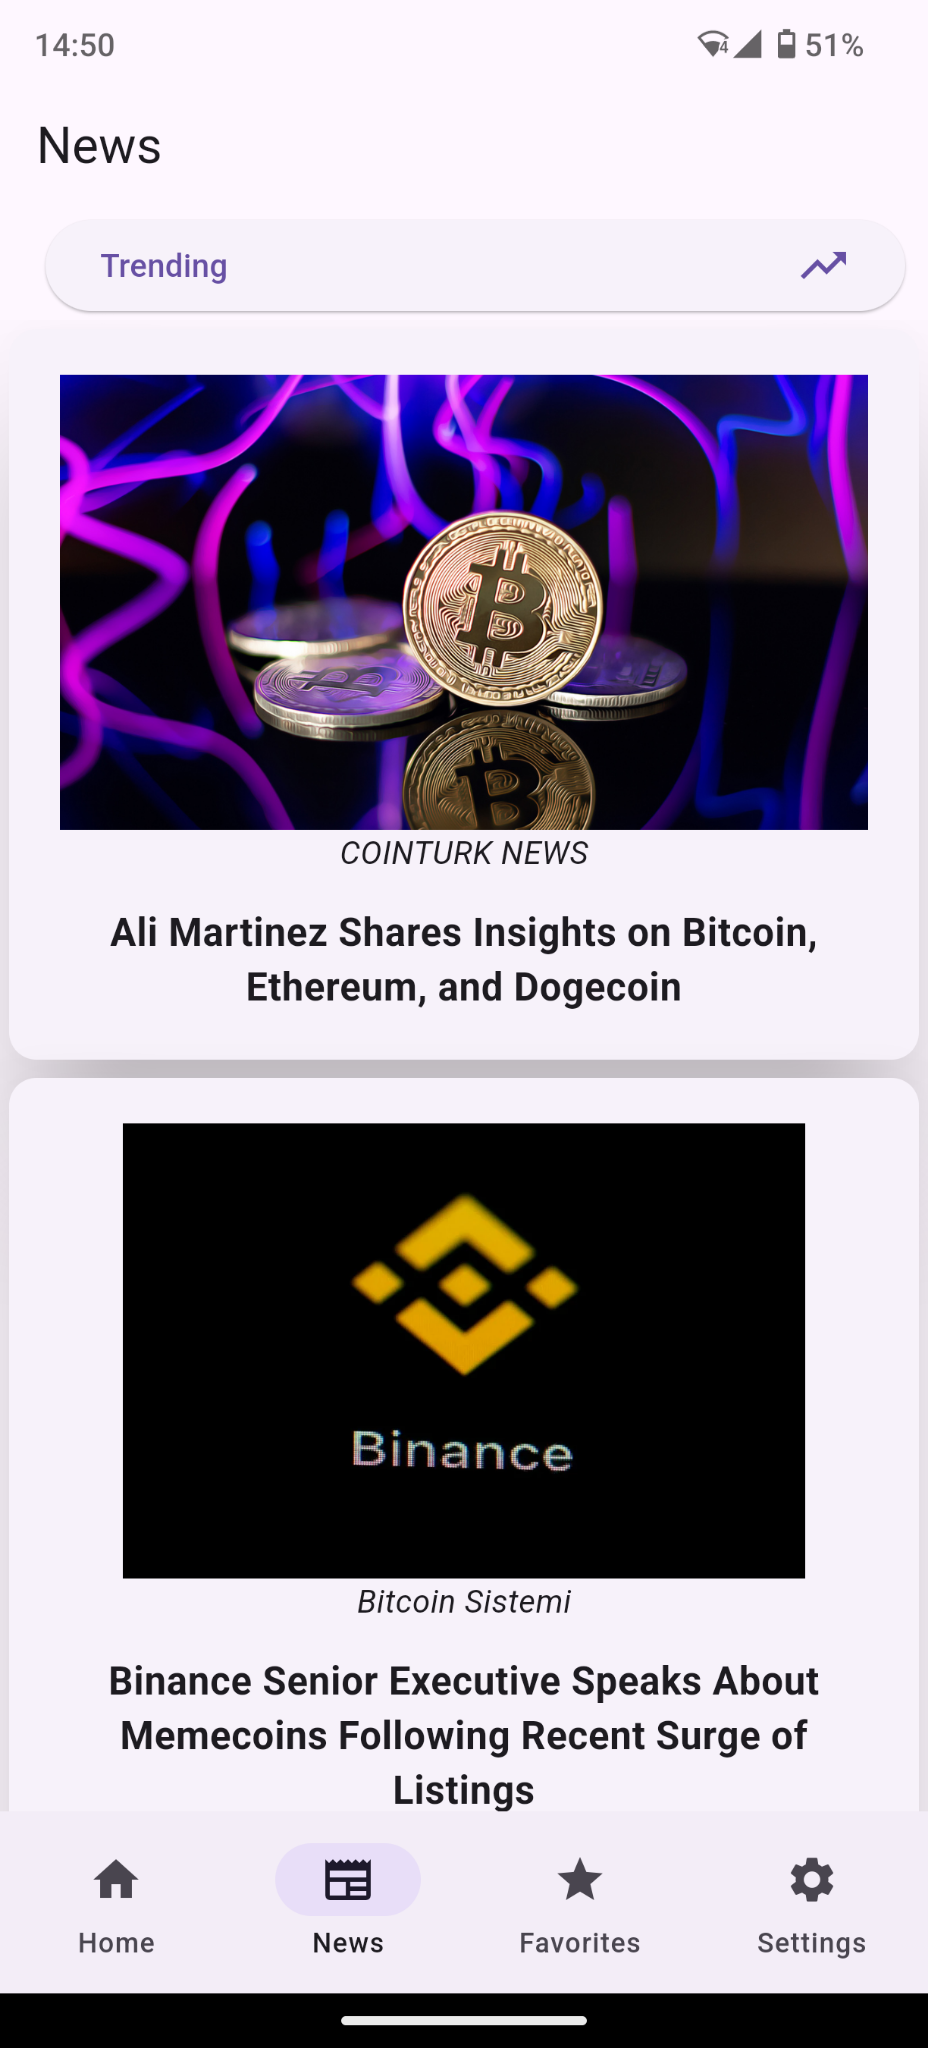 14:50
4
51%
News
Trending
COINTURK NEWS
Ali Martinez Shares Insights on Bitcoin,
Ethereum, and Dogecoin
Binance
Bitcoin Sistemi
Binance Senior Executive Speaks About
Memecoins Following Recent Surge of
Listings
Home
News
Favorites
Settings